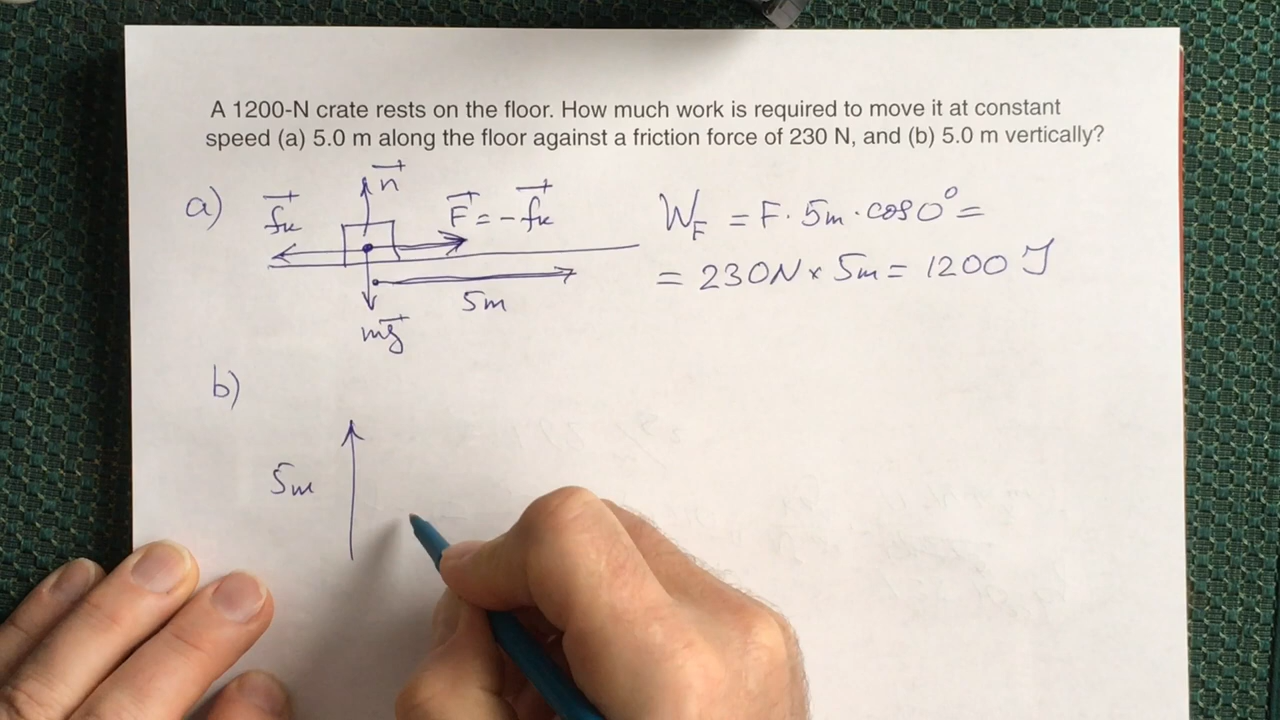 A 1200-N crate rests on the floor. How much work is required to move it at constant
speed (a) 5.0 m along the floor against a friction force of 230 N, and (b) 5.0 m vertically?
a)
f⃗k
n⃗
F⃗ = -f⃗k
mg⃗
5m
W_F = F · 5m · cos 0° =
= 230N × 5m = 1200 J
b)
5m